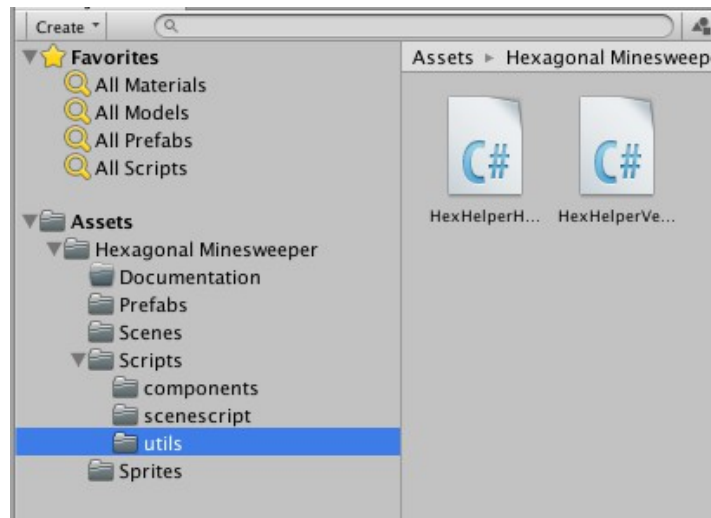 Create
Favorites
All Materials
All Models
All Prefabs
All Scripts
Assets
Hexagonal Minesweeper
Documentation
Prefabs
Scenes
Scripts
components
scenescript
utils
Sprites
Assets ▸ Hexagonal Minesweep
C#
C#
HexHelperH...
HexHelperVe...